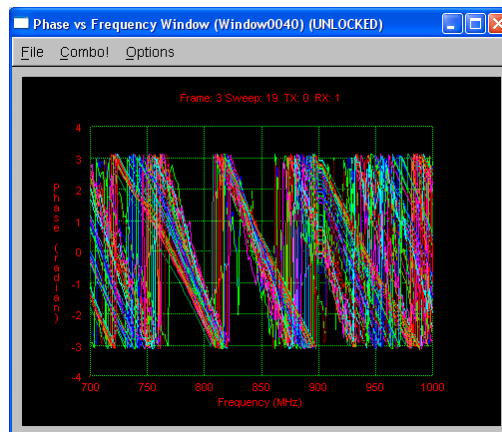 Phase vs Frequency Window (Window0040) (UNLOCKED)
File Combo! Options
Frame: 3 Sweep: 19 TX: 0 RX: 1
4
3
2
1
0
-1
-2
-3
-4
Phase (radian)
700 750 800 850 900 950 1000
Frequency (MHz)